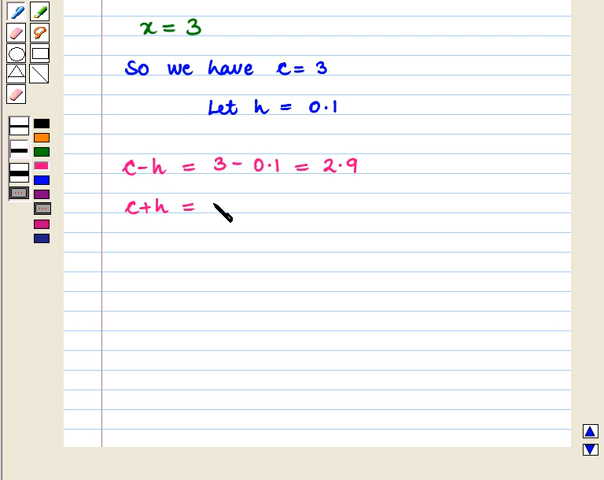 x = 3
So we have c = 3
Let h = 0.1
c-h = 3 - 0.1 = 2.9
c+h =